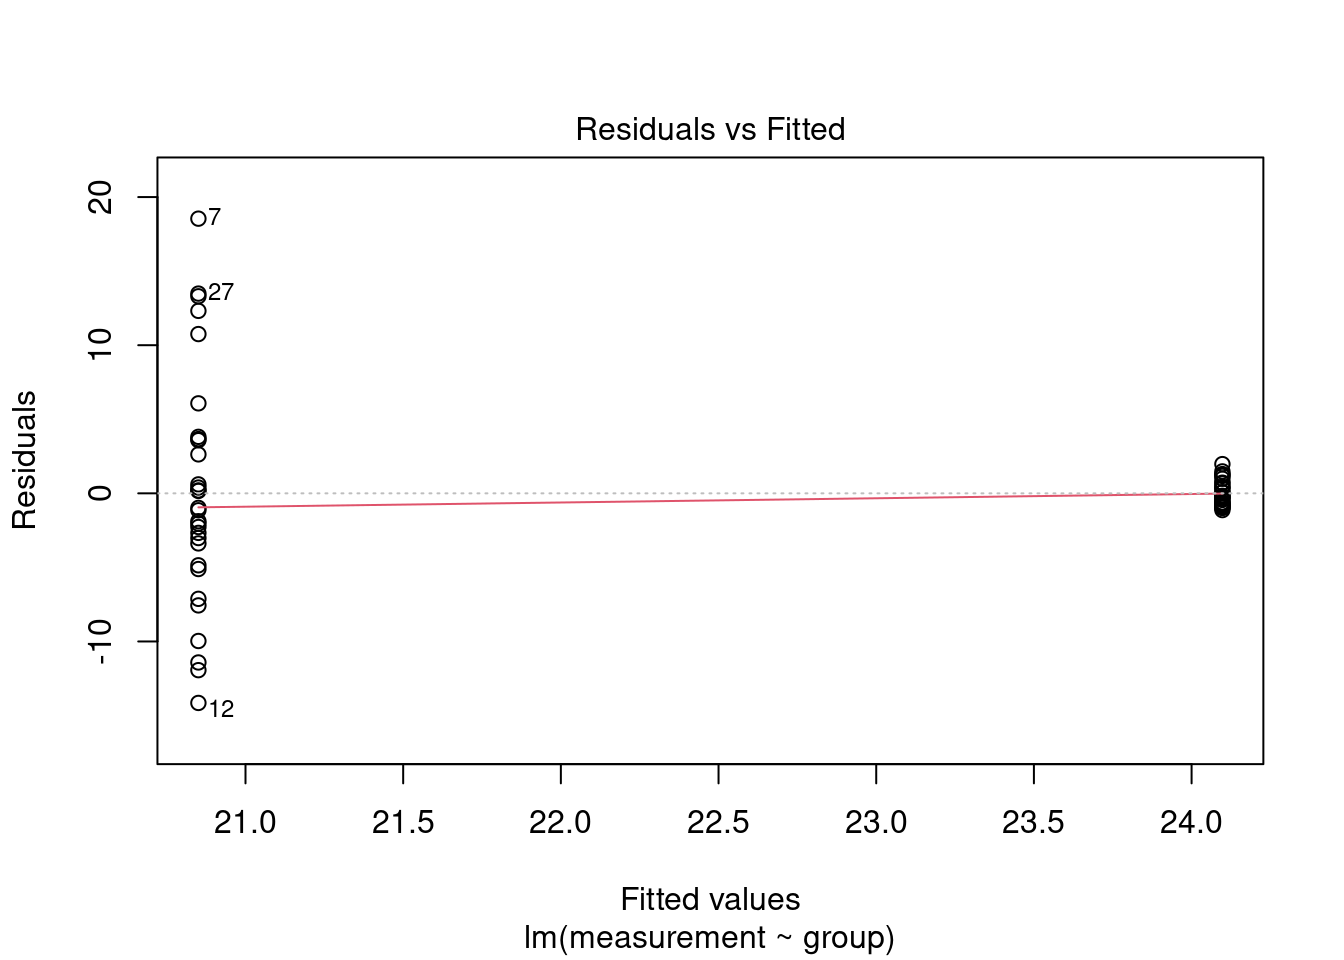 Residuals vs Fitted
Residuals
20
10
0
-10
7
27
12
21.0 21.5 22.0 22.5 23.0 23.5 24.0
Fitted values
lm(measurement ~ group)